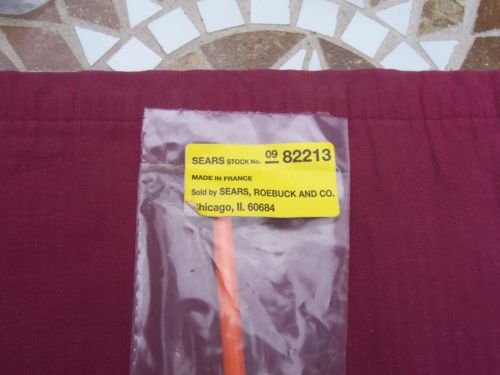 SEARS STOCK No. 09 82213
MADE IN FRANCE
Sold by SEARS, ROEBUCK AND CO.
Chicago, Il. 60684